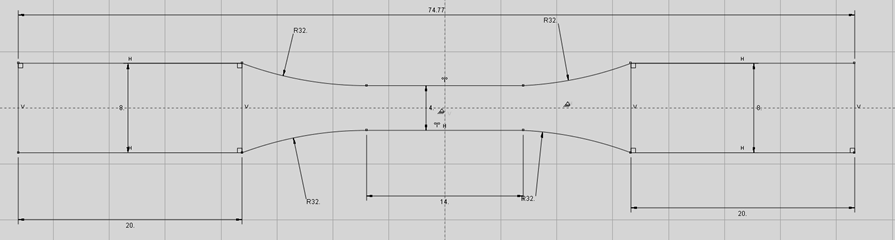 74.77
R32.
R32.
H
H
8.
V
V
4.
H
H
H
V
8.
V
R32.
14.
R32.
20.
20.